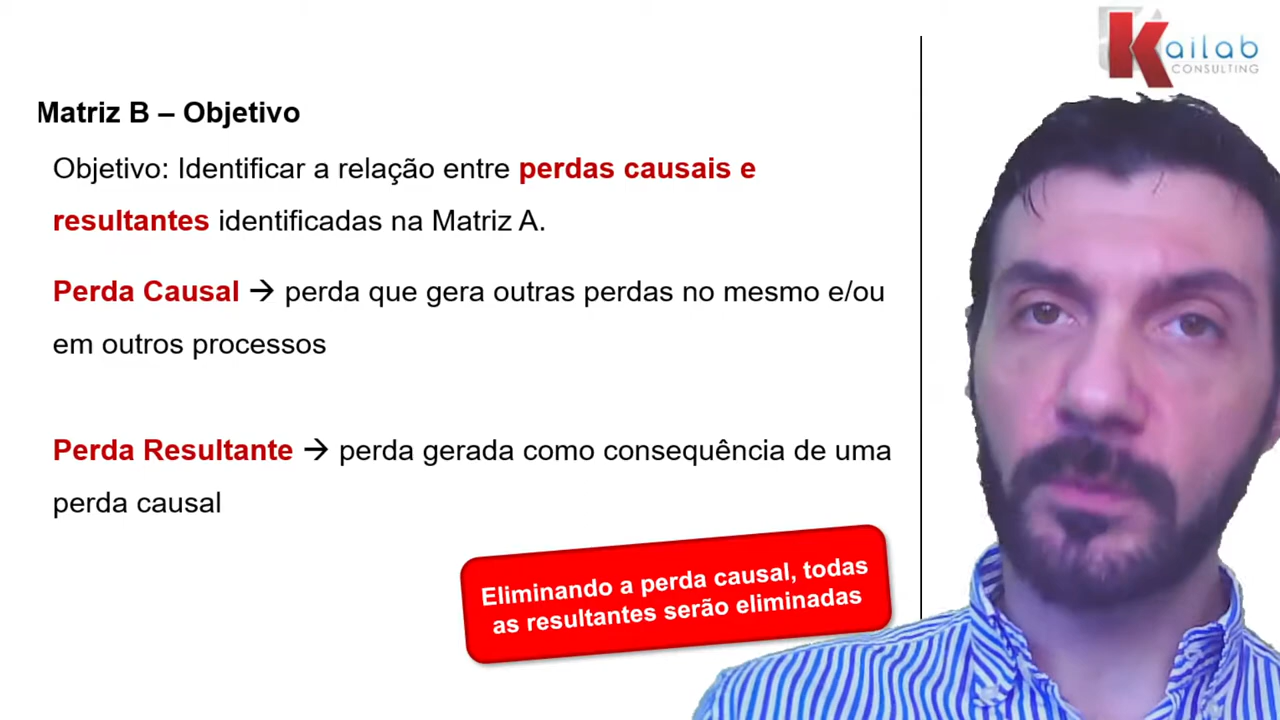 Kailab
CONSULTING
Matriz B – Objetivo
Objetivo: Identificar a relação entre perdas causais e
resultantes identificadas na Matriz A.
Perda Causal → perda que gera outras perdas no mesmo e/ou
em outros processos
Perda Resultante → perda gerada como consequência de uma
perda causal
Eliminando a perda causal, todas
as resultantes serão eliminadas